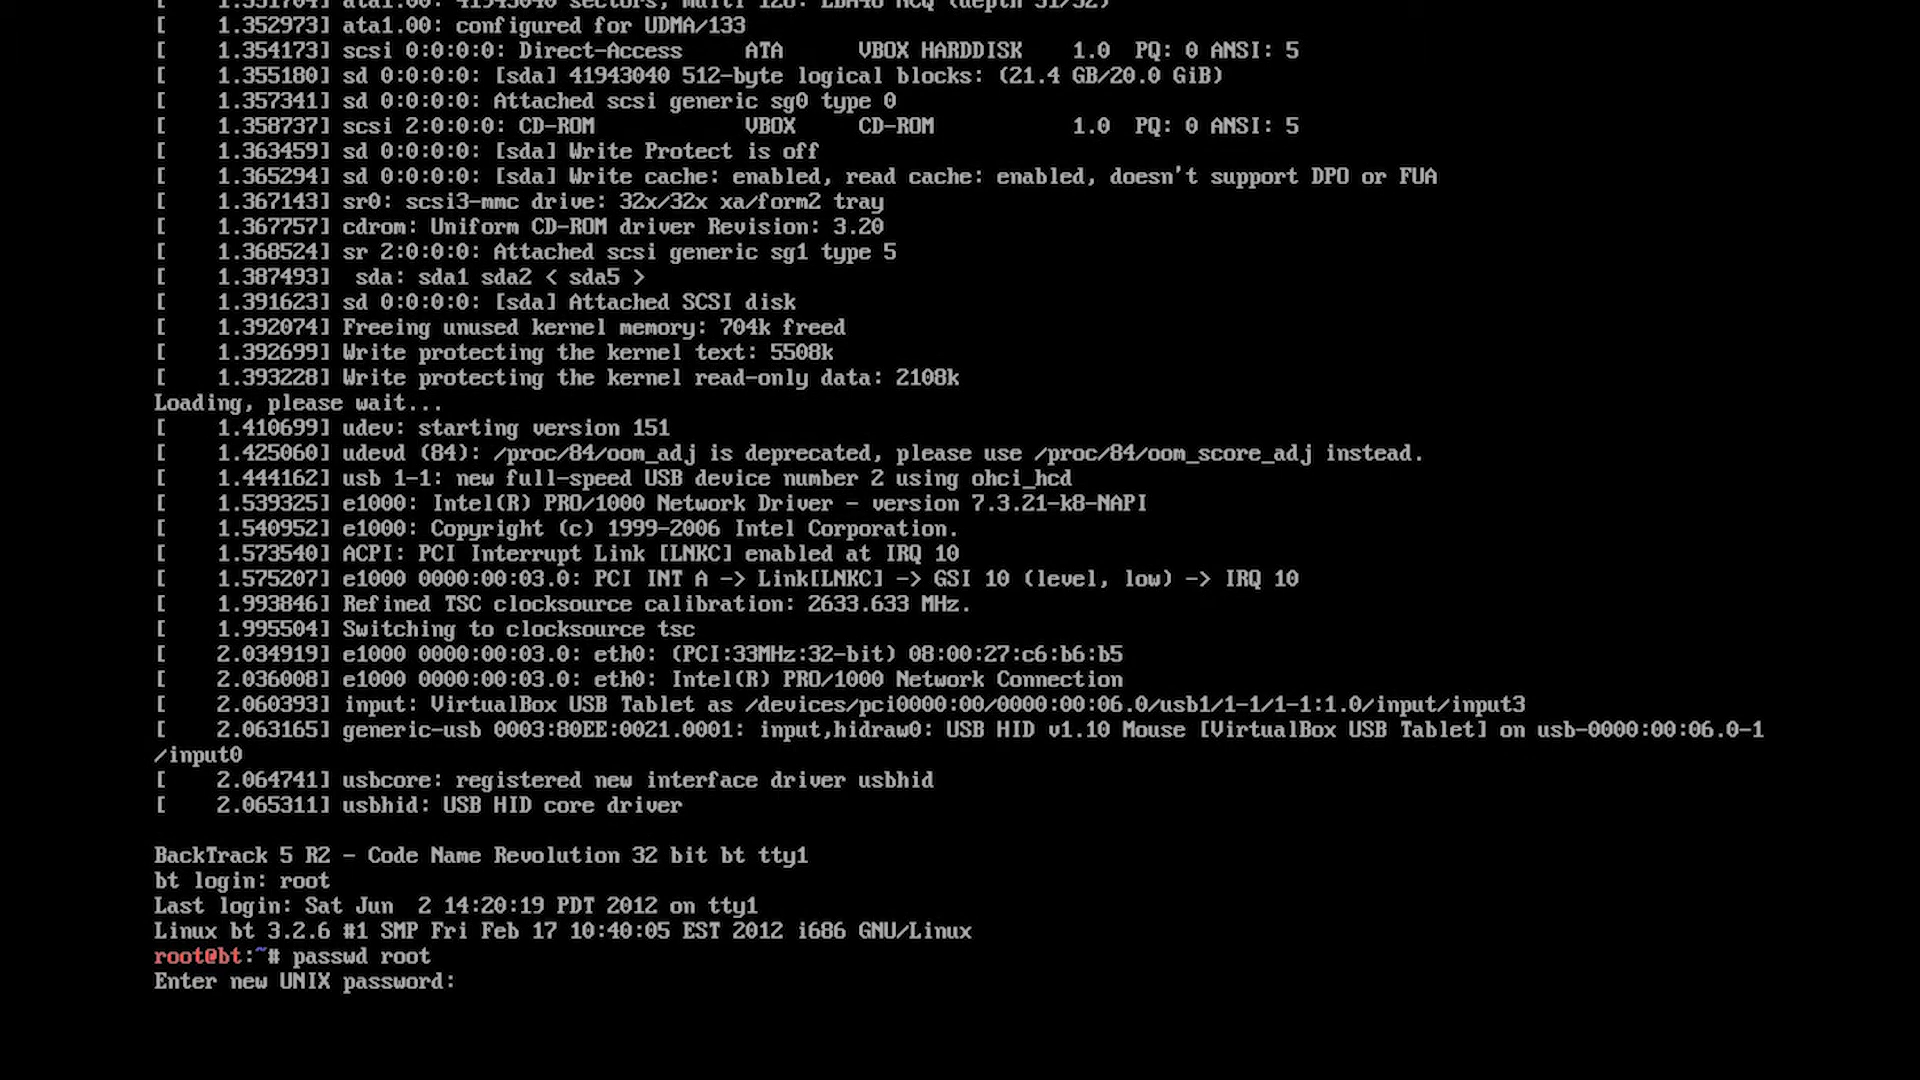 [    1.351704] ata1.00: 41943040 sectors, multi 128: LBA48 NCQ (depth 31/32)
[    1.352973] ata1.00: configured for UDMA/133
[    1.354173] scsi 0:0:0:0: Direct-Access     ATA      VBOX HARDDISK    1.0  PQ: 0 ANSI: 5
[    1.355180] sd 0:0:0:0: [sda] 41943040 512-byte logical blocks: (21.4 GB/20.0 GiB)
[    1.357341] sd 0:0:0:0: Attached scsi generic sg0 type 0
[    1.358737] scsi 2:0:0:0: CD-ROM            VBOX     CD-ROM           1.0  PQ: 0 ANSI: 5
[    1.363459] sd 0:0:0:0: [sda] Write Protect is off
[    1.365294] sd 0:0:0:0: [sda] Write cache: enabled, read cache: enabled, doesn't support DPO or FUA
[    1.367143] sr0: scsi3-mmc drive: 32x/32x xa/form2 tray
[    1.367757] cdrom: Uniform CD-ROM driver Revision: 3.20
[    1.368524] sr 2:0:0:0: Attached scsi generic sg1 type 5
[    1.387493]  sda: sda1 sda2 < sda5 >
[    1.391623] sd 0:0:0:0: [sda] Attached SCSI disk
[    1.392074] Freeing unused kernel memory: 704k freed
[    1.392699] Write protecting the kernel text: 5508k
[    1.393228] Write protecting the kernel read-only data: 2108k
Loading, please wait...
[    1.410699] udev: starting version 151
[    1.425060] udevd (84): /proc/84/oom_adj is deprecated, please use /proc/84/oom_score_adj instead.
[    1.444162] usb 1-1: new full-speed USB device number 2 using ohci_hcd
[    1.539325] e1000: Intel(R) PRO/1000 Network Driver - version 7.3.21-k8-NAPI
[    1.540952] e1000: Copyright (c) 1999-2006 Intel Corporation.
[    1.573540] ACPI: PCI Interrupt Link [LNKC] enabled at IRQ 10
[    1.575207] e1000 0000:00:03.0: PCI INT A -> Link[LNKC] -> GSI 10 (level, low) -> IRQ 10
[    1.993846] Refined TSC clocksource calibration: 2633.633 MHz.
[    1.995504] Switching to clocksource tsc
[    2.034919] e1000 0000:00:03.0: eth0: (PCI:33MHz:32-bit) 08:00:27:c6:b6:b5
[    2.036008] e1000 0000:00:03.0: eth0: Intel(R) PRO/1000 Network Connection
[    2.060393] input: VirtualBox USB Tablet as /devices/pci0000:00/0000:00:06.0/usb1/1-1/1-1:1.0/input/input3
[    2.063165] generic-usb 0003:80EE:0021.0001: input,hidraw0: USB HID v1.10 Mouse [VirtualBox USB Tablet] on usb-0000:00:06.0-1
/input0
[    2.064741] usbcore: registered new interface driver usbhid
[    2.065311] usbhid: USB HID core driver
BackTrack 5 R2 - Code Name Revolution 32 bit bt tty1
bt login: root
Last login: Sat Jun  2 14:20:19 PDT 2012 on tty1
Linux bt 3.2.6 #1 SMP Fri Feb 17 10:40:05 EST 2012 i686 GNU/Linux
root@bt:~# passwd root
Enter new UNIX password: